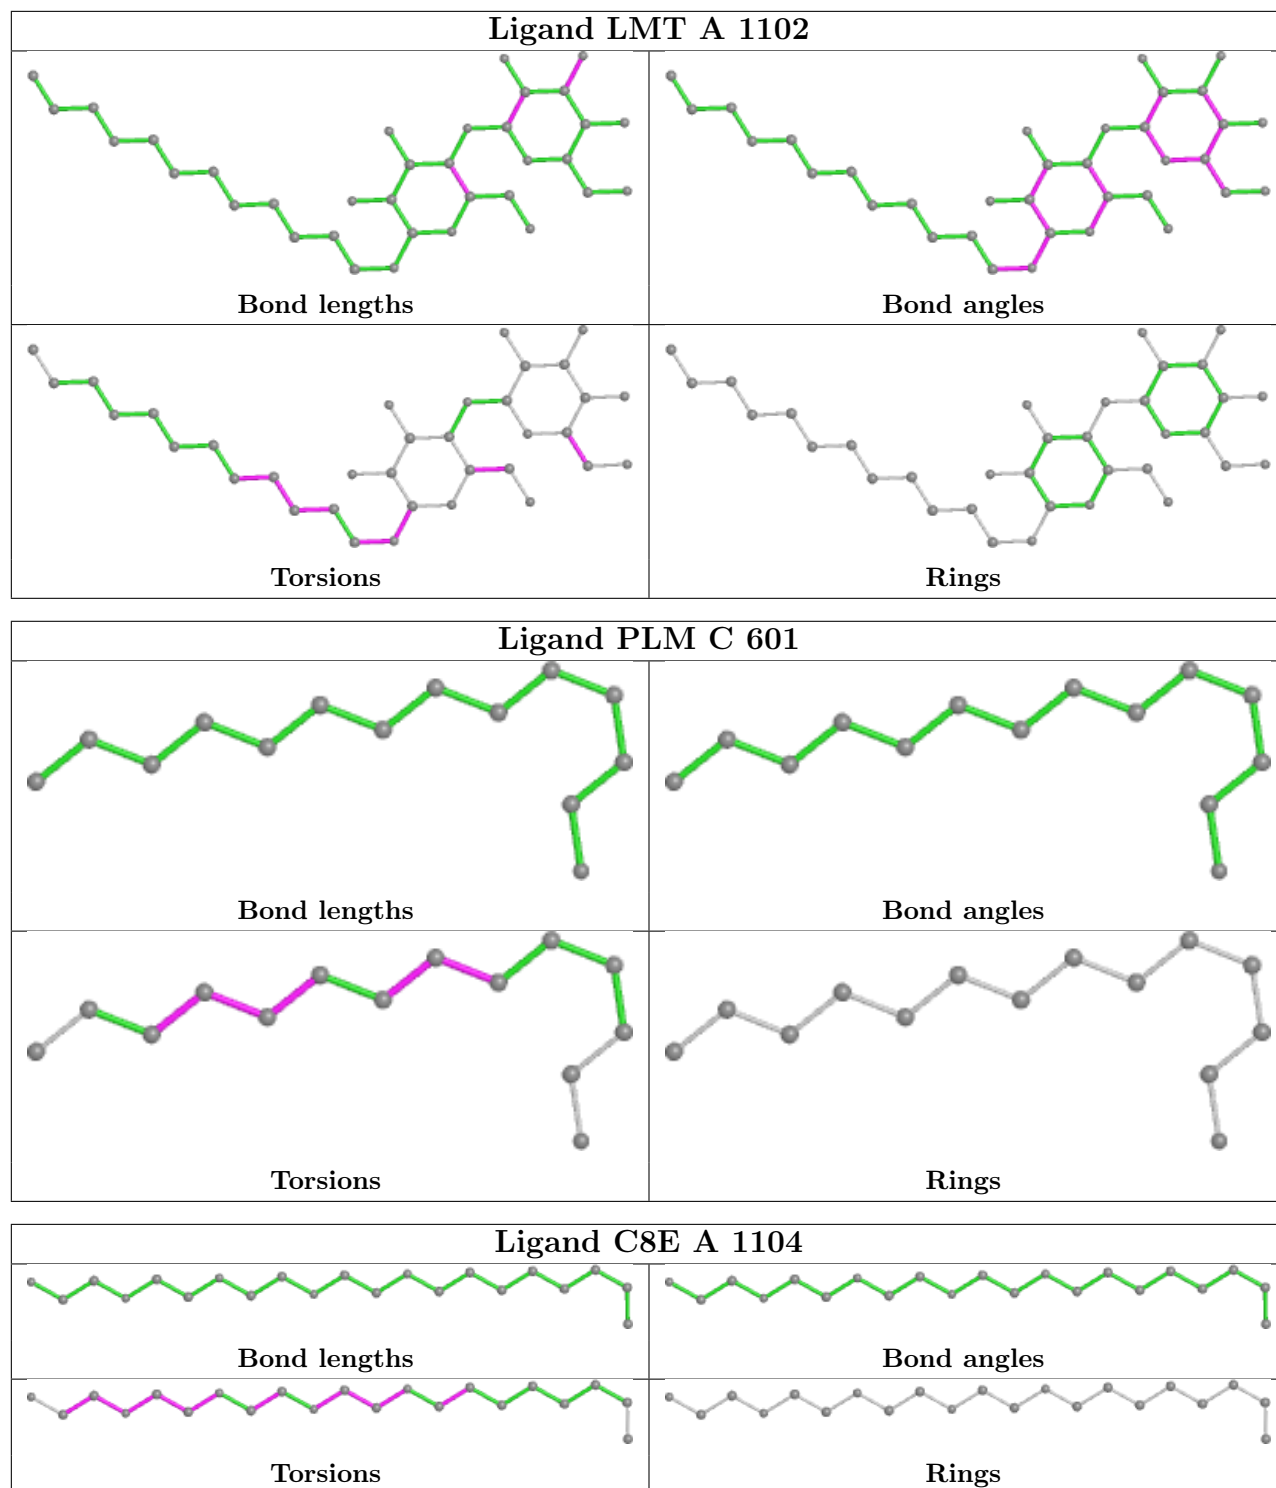 Ligand LMT A 1102
Bond lengths
Bond angles
Torsions
Rings
Ligand PLM C 601
Bond lengths
Bond angles
Torsions
Rings
Ligand C8E A 1104
Bond lengths
Bond angles
Torsions
Rings